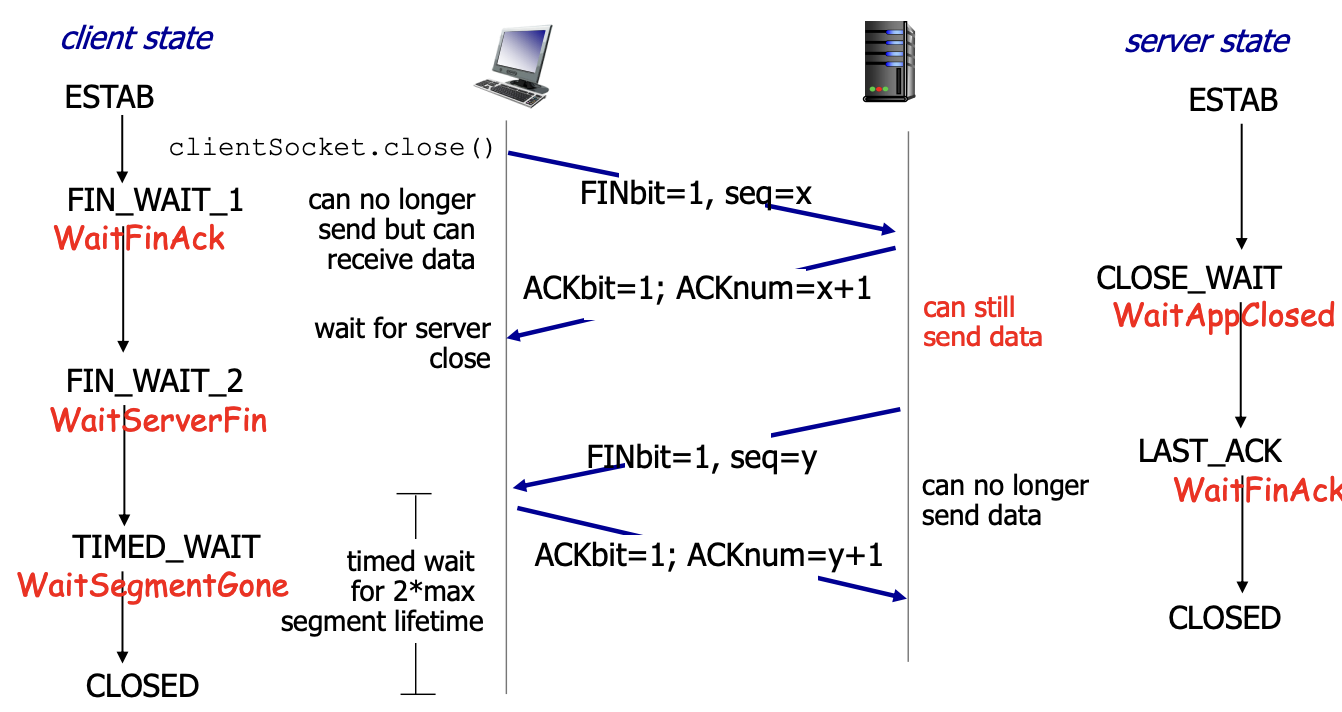 client state
server state
ESTAB
ESTAB
clientSocket.close()
FINbit=1, seq=x
FIN_WAIT_1
WaitFinAck
can no longer
send but can
receive data
ACKbit=1; ACKnum=x+1
CLOSE_WAIT
WaitAppClosed
can still
send data
wait for server
close
FIN_WAIT_2
WaitServerFin
FINbit=1, seq=y
LAST_ACK
WaitFinAck
can no longer
send data
TIMED_WAIT
WaitSegmentGone
timed wait
for 2*max
segment lifetime
ACKbit=1; ACKnum=y+1
CLOSED
CLOSED